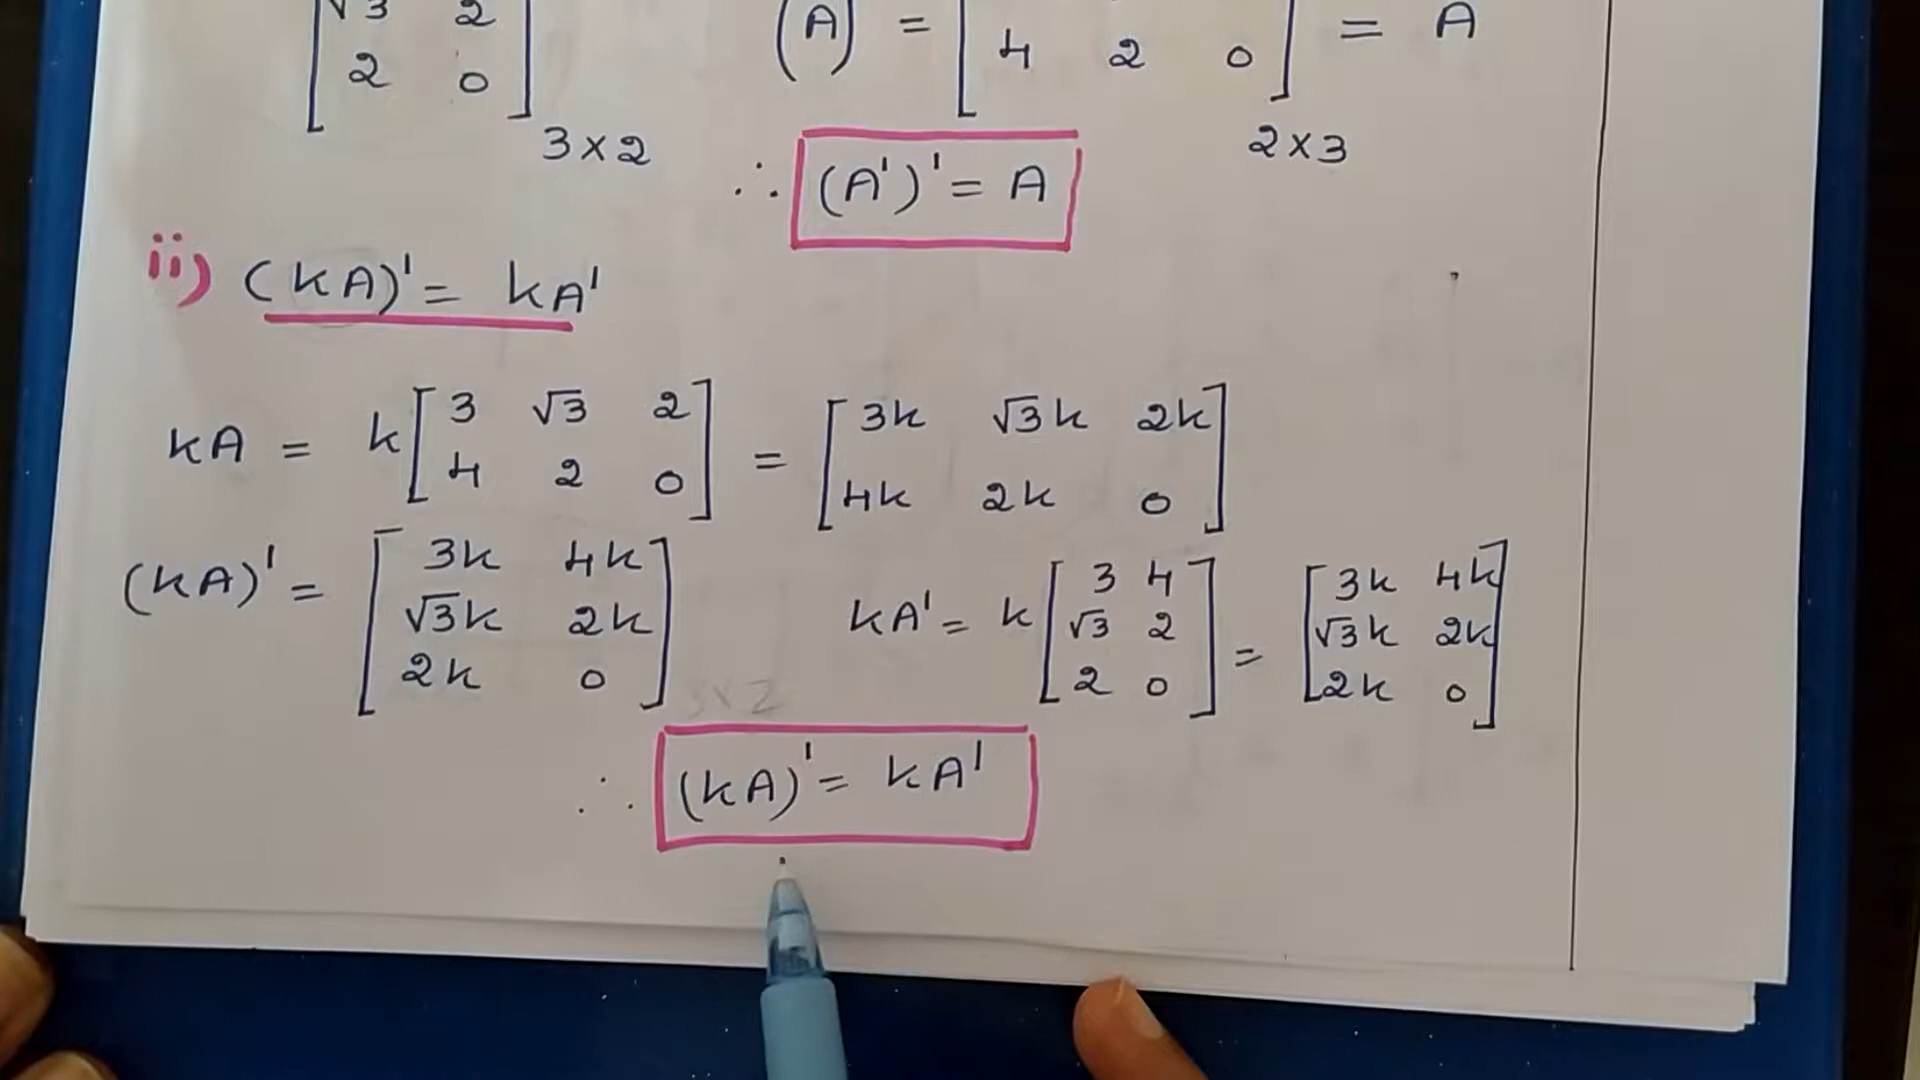 [√3 2
2 0] 3×2
(A)' = [4 2 0] 2×3 = A
∴ (A')' = A
ii) (kA)' = kA'
kA = k [3 √3 2
4 2 0] = [3k √3k 2k
4k 2k 0]
(kA)' = [3k 4k
√3k 2k
2k 0]
kA' = k [3 4
√3 2
2 0] = [3k 4k
√3k 2k
2k 0]
3×2
∴ (kA)' = kA'